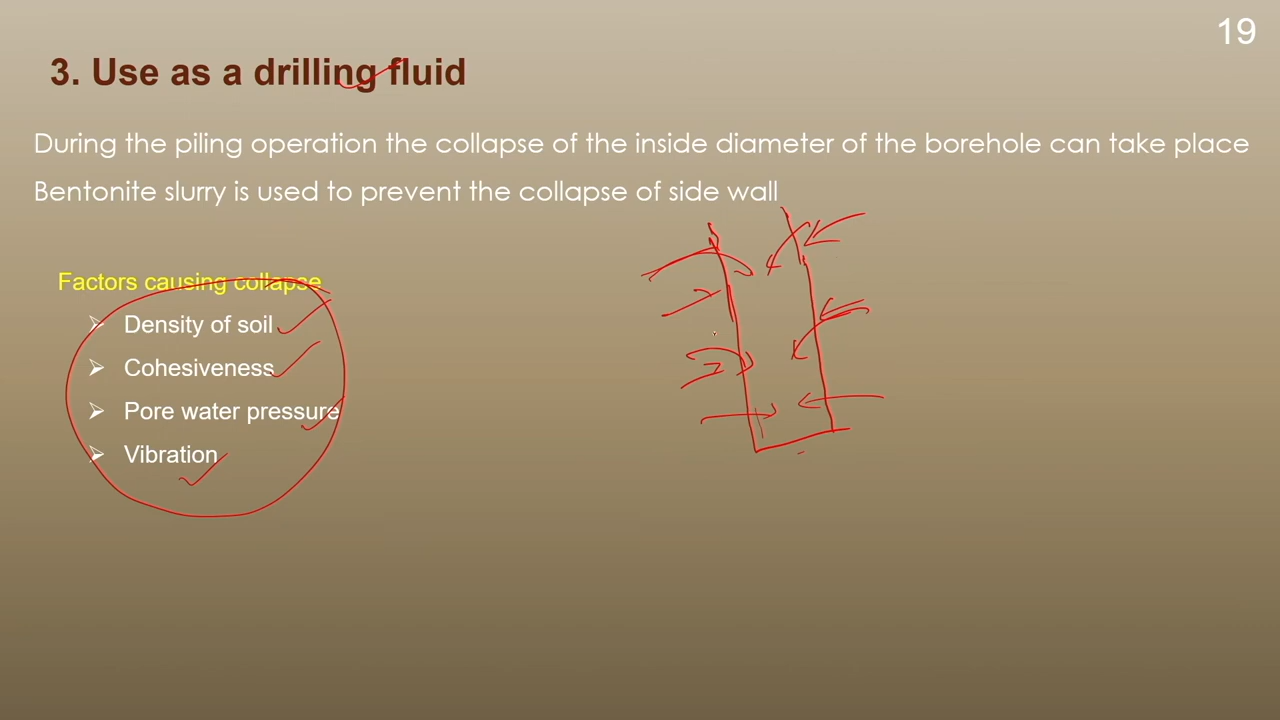 19
3. Use as a drilling fluid
During the piling operation the collapse of the inside diameter of the borehole can take place
Bentonite slurry is used to prevent the collapse of side wall
Factors causing collapse
Density of soil
Cohesiveness
Pore water pressure
Vibration